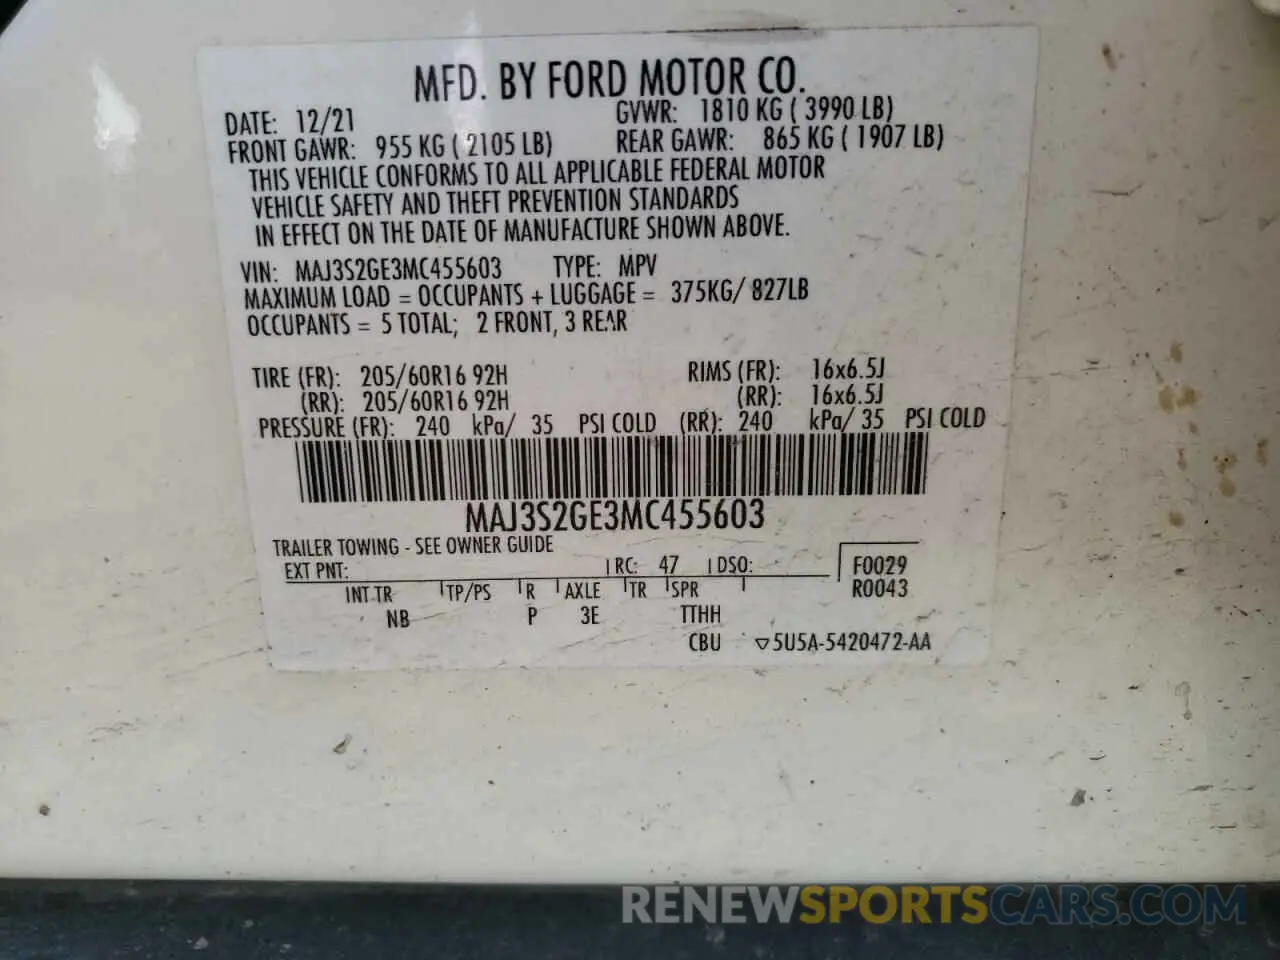 MFD. BY FORD MOTOR CO.
DATE: 12/21 GVWR: 1810 KG ( 3990 LB)
FRONT GAWR: 955 KG ( 2105 LB) REAR GAWR: 865 KG ( 1907 LB)
THIS VEHICLE CONFORMS TO ALL APPLICABLE FEDERAL MOTOR
VEHICLE SAFETY AND THEFT PREVENTION STANDARDS
IN EFFECT ON THE DATE OF MANUFACTURE SHOWN ABOVE.
VIN: MAJ3S2GE3MC455603 TYPE: MPV
MAXIMUM LOAD = OCCUPANTS + LUGGAGE = 375KG/ 827LB
OCCUPANTS = 5 TOTAL; 2 FRONT, 3 REAR
TIRE (FR): 205/60R16 92H RIMS (FR): 16x6.5J
(RR): 205/60R16 92H (RR): 16x6.5J
PRESSURE (FR): 240 kPa/ 35 PSI COLD (RR): 240 kPa/ 35 PSI COLD
MAJ3S2GE3MC455603
TRAILER TOWING - SEE OWNER GUIDE
EXT PNT: RC: 47 DSO: F0029
INT TR TP/PS R AXLE TR SPR R0043
NB P 3E TTHH
CBU ▽5U5A-5420472-AA
RENEWSPORTSCARS.COM